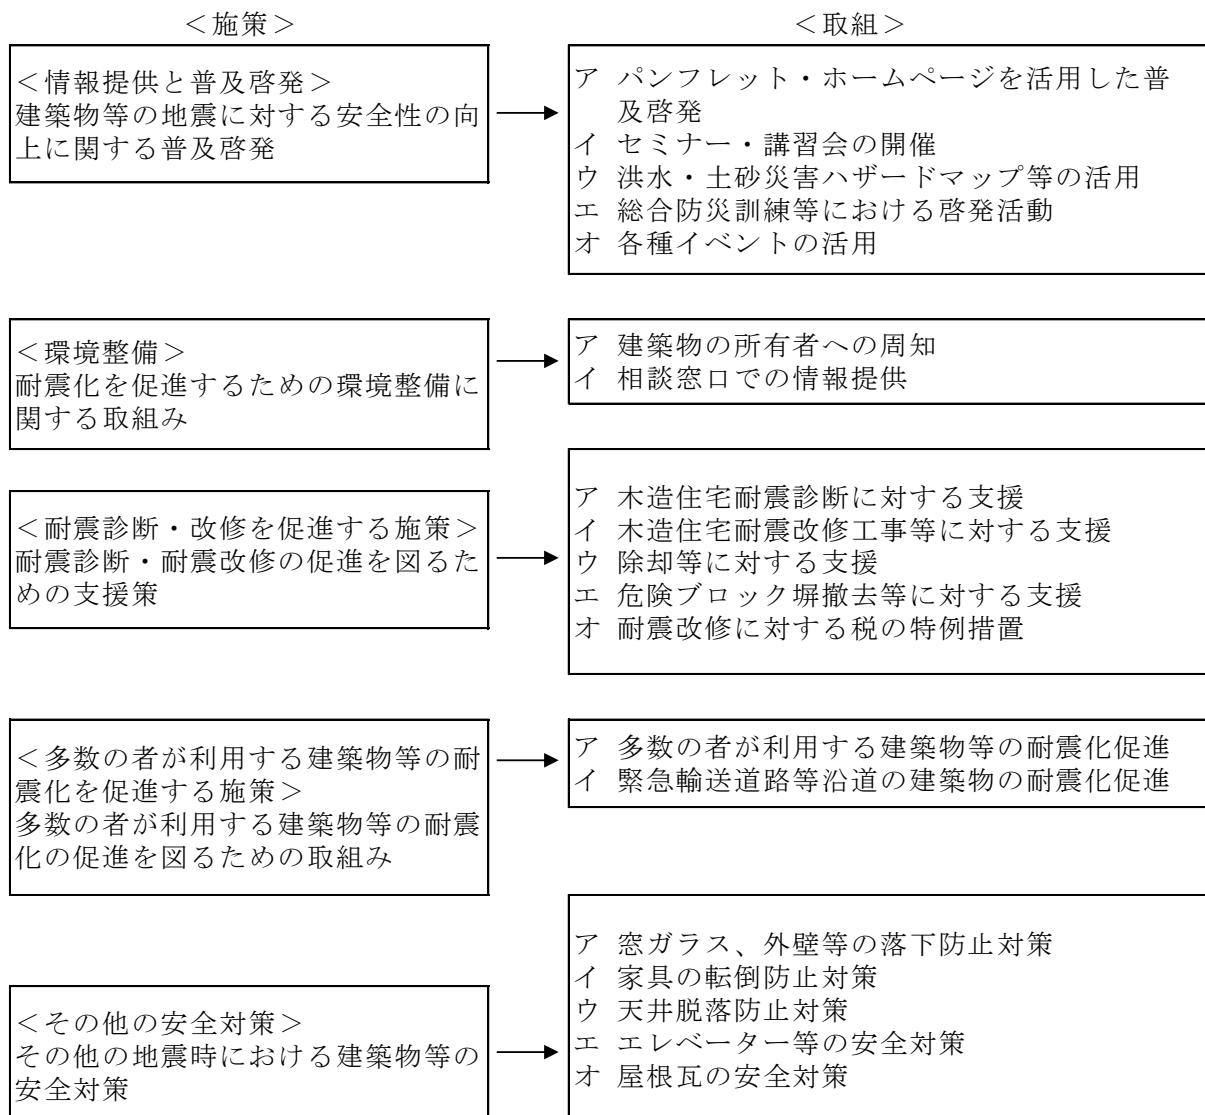 ＜施策＞
＜取組＞
＜情報提供と普及啓発＞
建築物等の地震に対する安全性の向
上に関する普及啓発
ア パンフレット・ホームページを活用した普
及啓発
イ セミナー・講習会の開催
ウ 洪水・土砂災害ハザードマップ等の活用
エ 総合防災訓練等における啓発活動
オ 各種イベントの活用
＜環境整備＞
耐震化を促進するための環境整備に
関する取組み
ア 建築物の所有者への周知
イ 相談窓口での情報提供
＜耐震診断・改修を促進する施策＞
耐震診断・耐震改修の促進を図るた
めの支援策
ア 木造住宅耐震診断に対する支援
イ 木造住宅耐震改修工事等に対する支援
ウ 除却等に対する支援
エ 危険ブロック塀撤去等に対する支援
オ 耐震改修に対する税の特例措置
＜多数の者が利用する建築物等の耐
震化を促進する施策＞
多数の者が利用する建築物等の耐震
化の促進を図るための取組み
ア 多数の者が利用する建築物等の耐震化促進
イ 緊急輸送道路等沿道の建築物の耐震化促進
＜その他の安全対策＞
その他の地震時における建築物等の
安全対策
ア 窓ガラス、外壁等の落下防止対策
イ 家具の転倒防止対策
ウ 天井脱落防止対策
エ エレベーター等の安全対策
オ 屋根瓦の安全対策